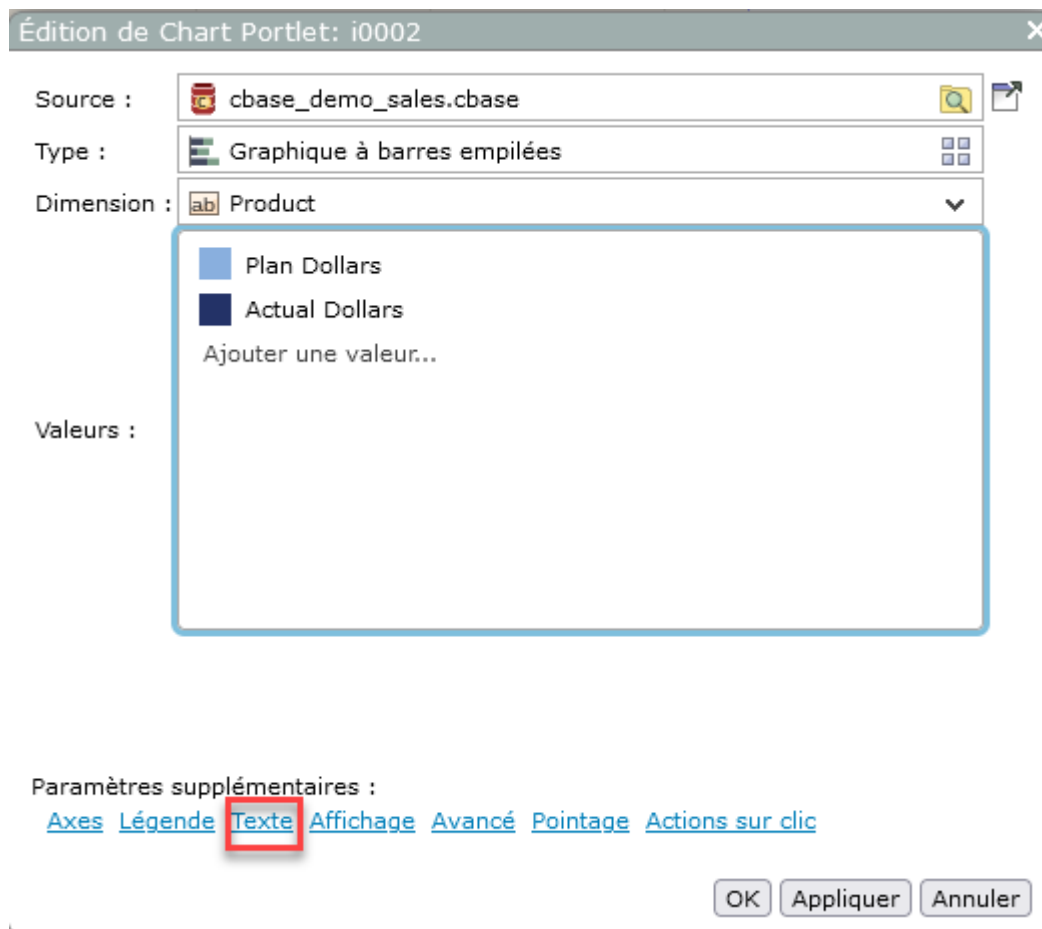 Édition de Chart Portlet: i0002
Source : cbase_demo_sales.cbase
Type : Graphique à barres empilées
Dimension : ab Product
Plan Dollars
Actual Dollars
Ajouter une valeur...
Valeurs :
Paramètres supplémentaires :
Axes Légende Texte Affichage Avancé Pointage Actions sur clic
OK Appliquer Annuler